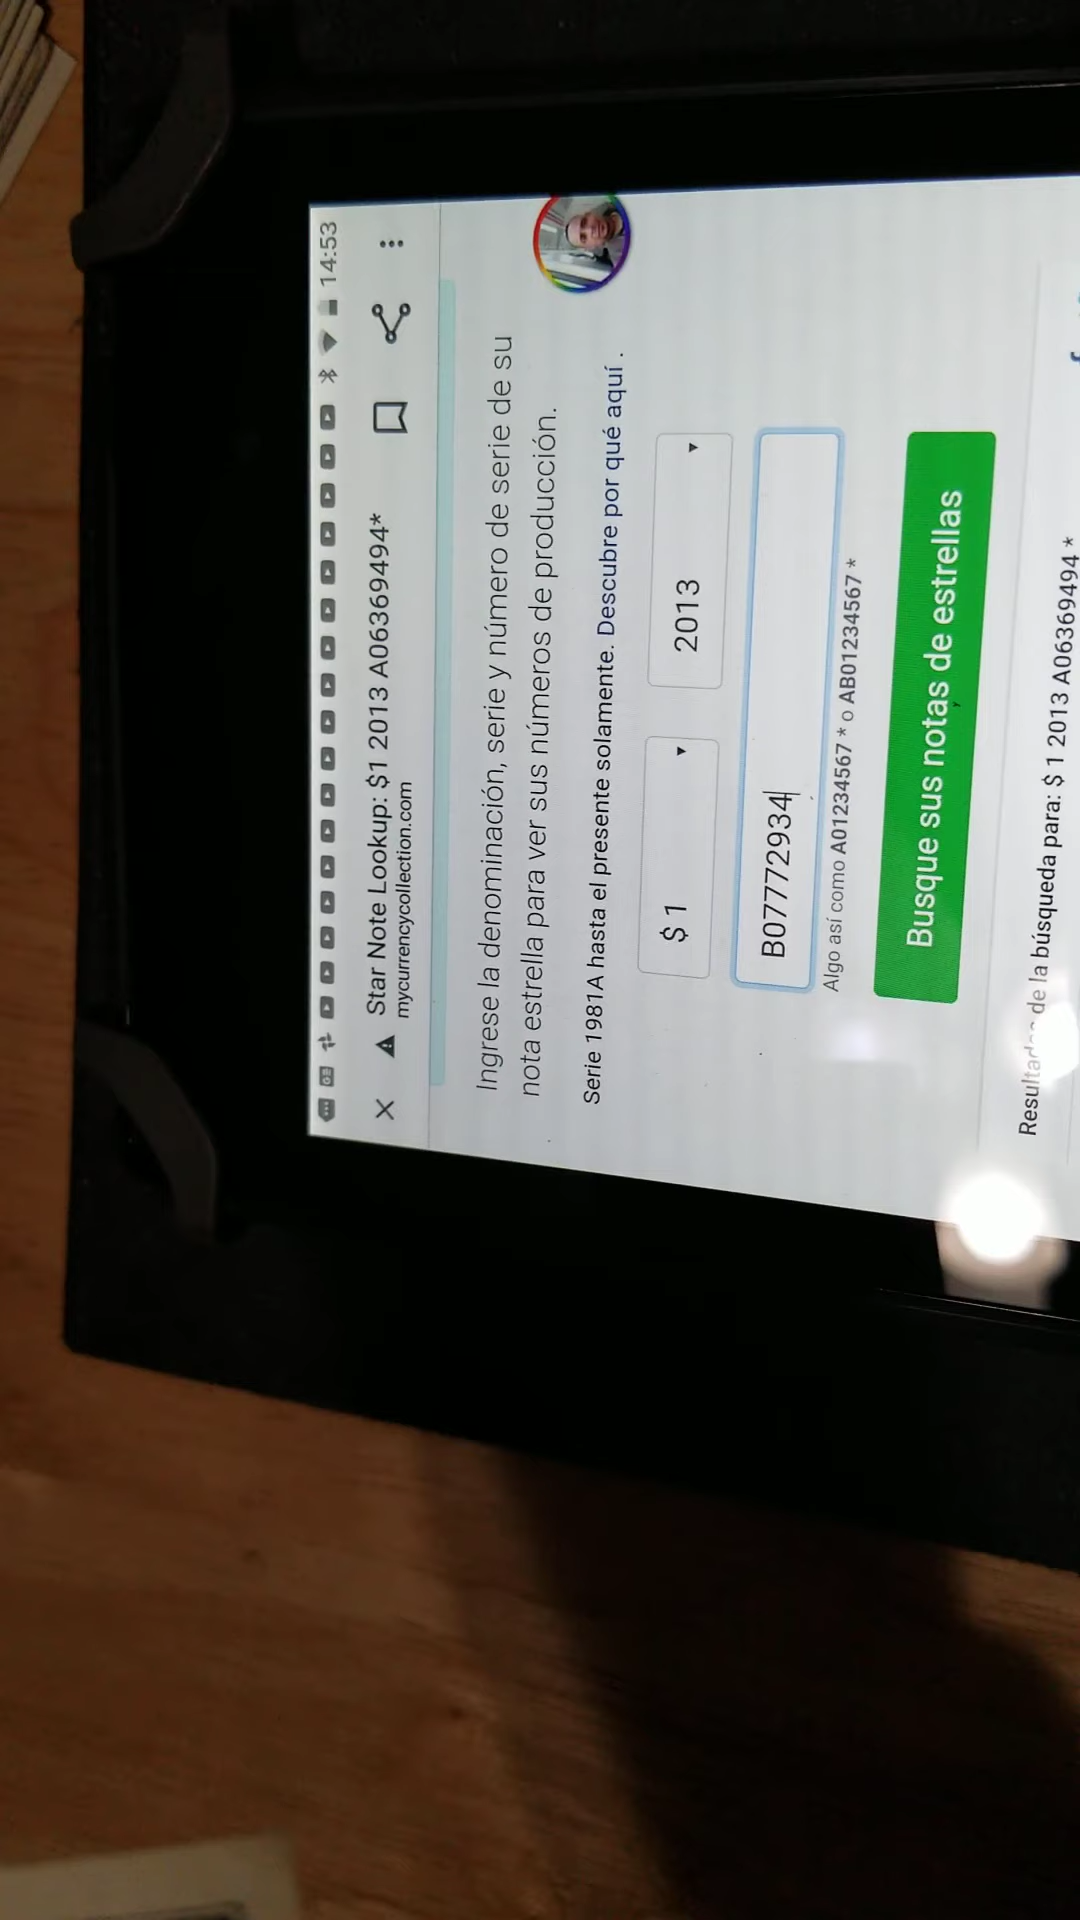 14:53
Star Note Lookup: $1 2013 A06369494*
mycurrencycollection.com
Ingrese la denominación, serie y número de serie de su
nota estrella para ver sus números de producción.
Serie 1981A hasta el presente solamente. Descubre por qué aquí .
$ 1
2013
B07772934
Algo así como A01234567 * o AB01234567 *
Busque sus notas de estrellas
de la búsqueda para: $ 1 2013 A06369494 *